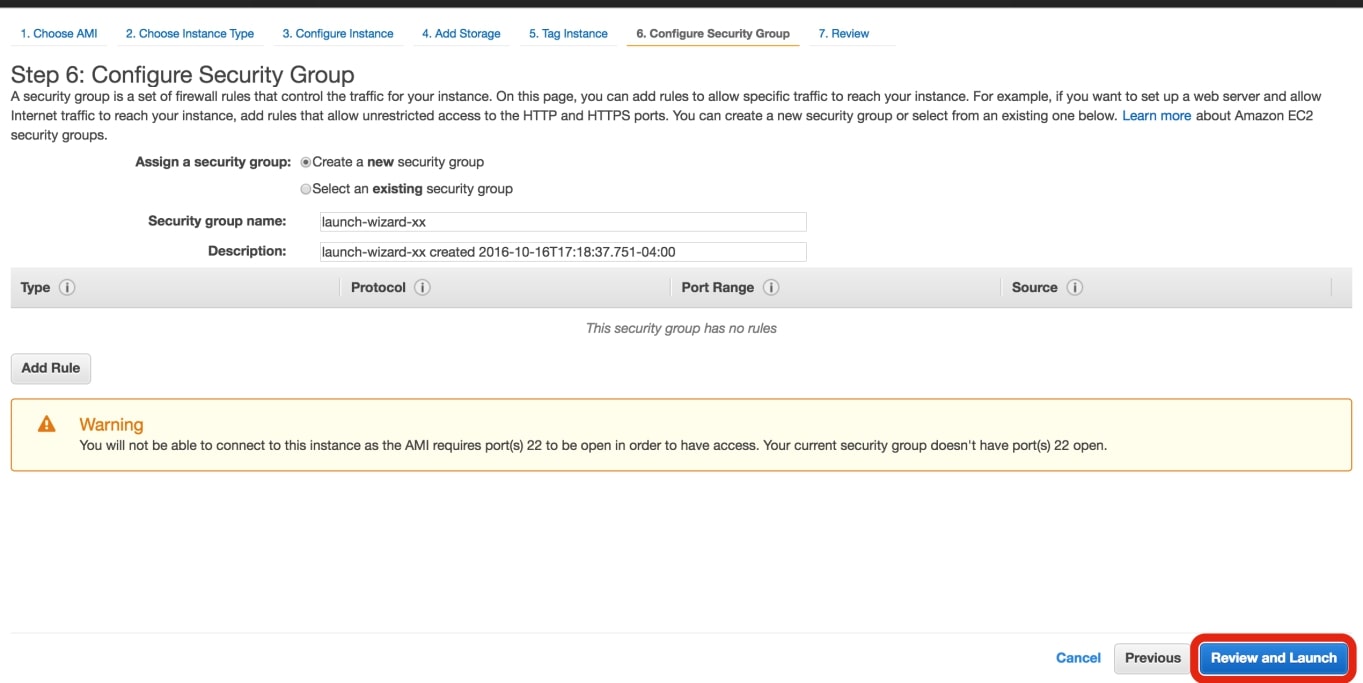 1. Choose AMI 2. Choose Instance Type 3. Configure Instance 4. Add Storage 5. Tag Instance 6. Configure Security Group 7. Review
Step 6: Configure Security Group
A security group is a set of firewall rules that control the traffic for your instance. On this page, you can add rules to allow specific traffic to reach your instance. For example, if you want to set up a web server and allow
Internet traffic to reach your instance, add rules that allow unrestricted access to the HTTP and HTTPS ports. You can create a new security group or select from an existing one below. Learn more about Amazon EC2
security groups.
Assign a security group: Create a new security group
Select an existing security group
Security group name: launch-wizard-xx
Description: launch-wizard-xx created 2016-10-16T17:18:37.751-04:00
Type i Protocol i Port Range i Source i
This security group has no rules
Add Rule
Warning
You will not be able to connect to this instance as the AMI requires port(s) 22 to be open in order to have access. Your current security group doesn't have port(s) 22 open.
Cancel Previous Review and Launch